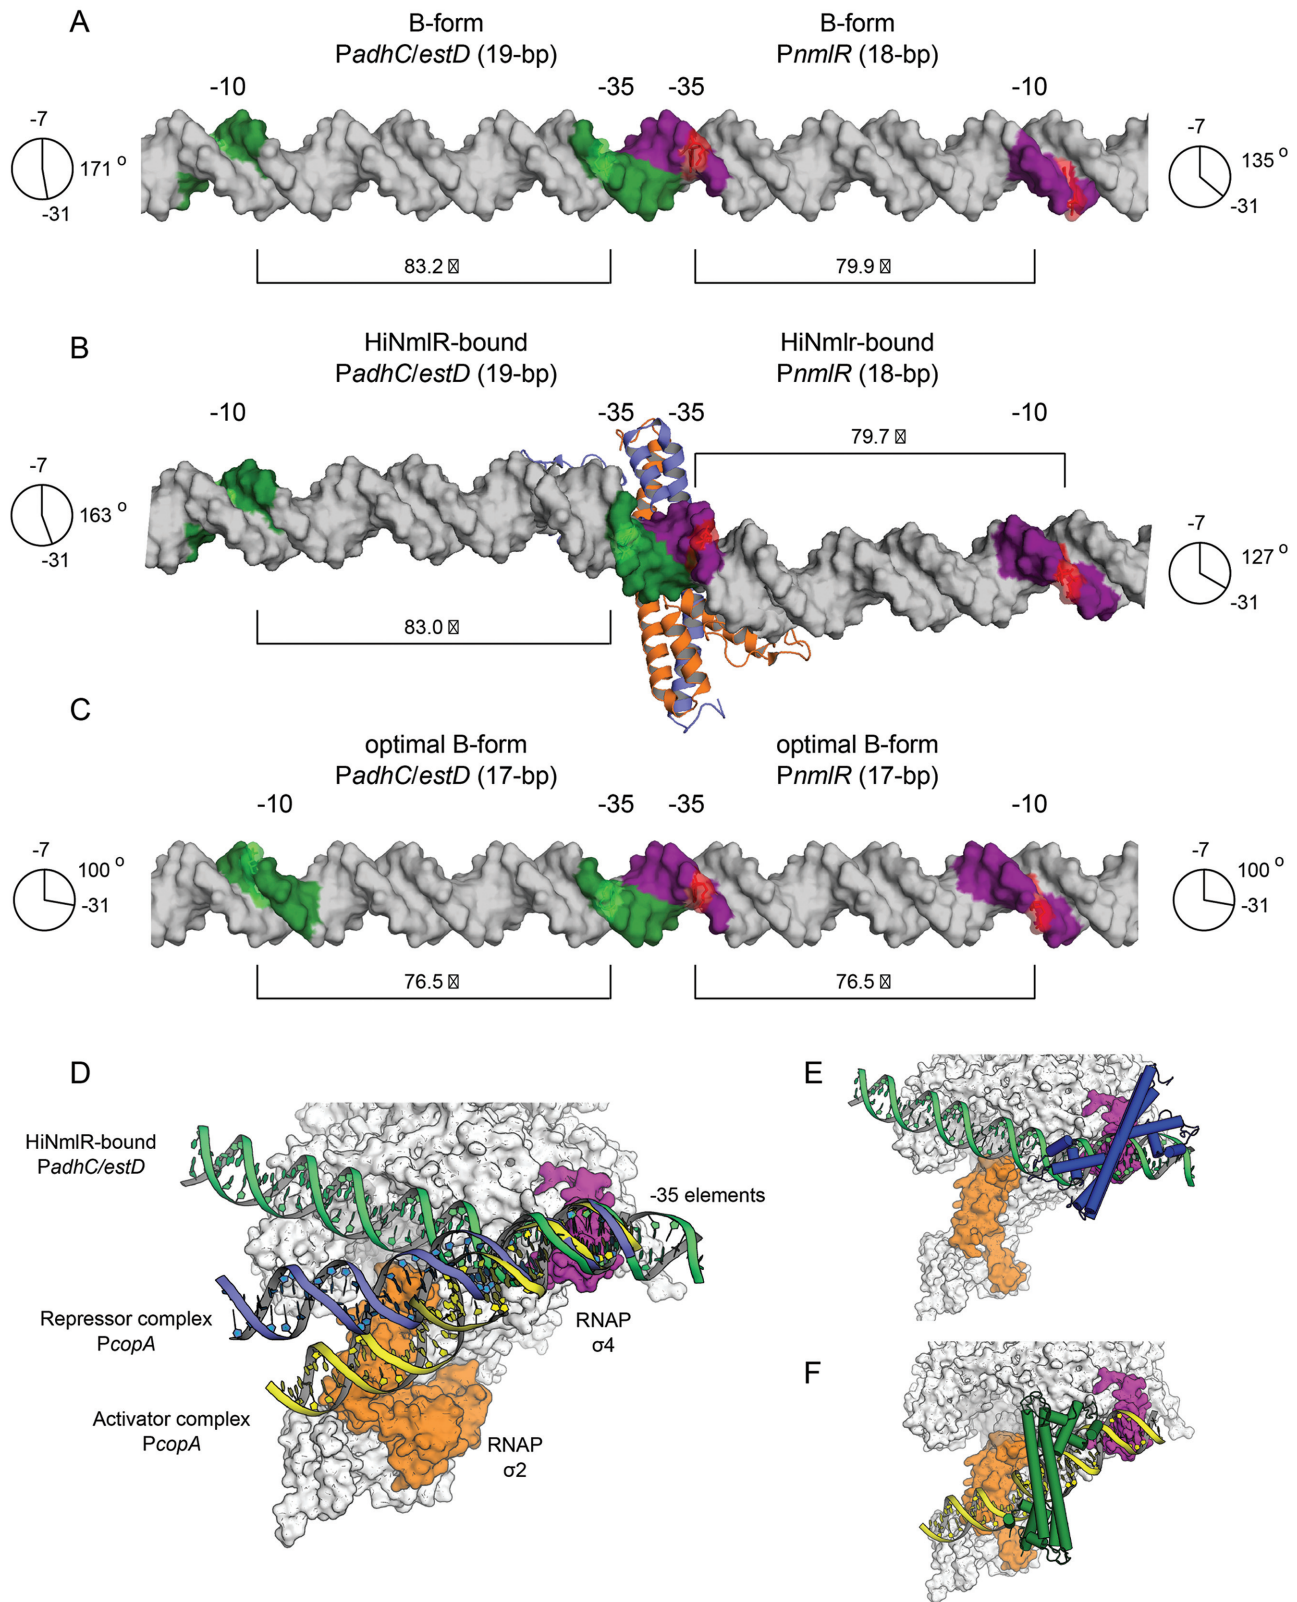 A
B-form
PadhC/estD (19-bp)
B-form
PnmlR (18-bp)
-10
-35
-35
-10
-7
171 o
-31
-7
135 o
-31
83.2 
79.9 
B
HiNmlR-bound
PadhC/estD (19-bp)
HiNmlr-bound
PnmlR (18-bp)
-10
-35
-35
-10
79.7 
-7
163 o
-31
-7
127 o
-31
83.0 
C
optimal B-form
PadhC/estD (17-bp)
optimal B-form
PnmlR (17-bp)
-10
-35
-35
-10
-7
100 o
-31
-7
100 o
-31
76.5 
76.5 
D
HiNmlR-bound
PadhC/estD
-35 elements
Repressor complex
PcopA
RNAP
σ4
Activator complex
PcopA
RNAP
σ2
E
F